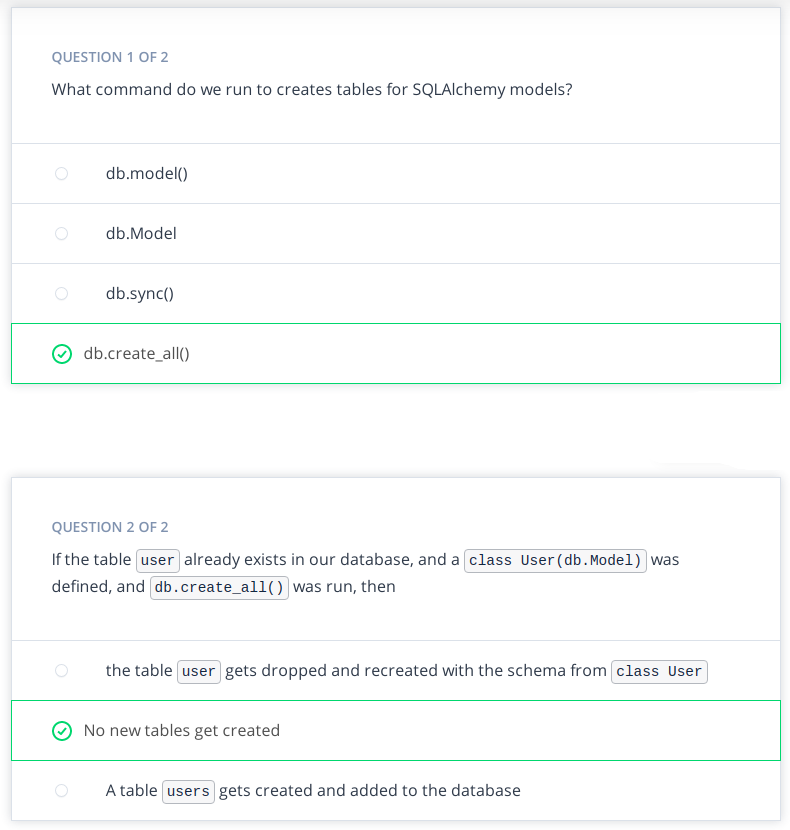 QUESTION 1 OF 2
What command do we run to creates tables for SQLAlchemy models?
db.model()
db.Model
db.sync()
db.create_all()
QUESTION 2 OF 2
If the table user already exists in our database, and a class User(db.Model) was
defined, and db.create_all() was run, then
the table user gets dropped and recreated with the schema from class User
No new tables get created
A table users gets created and added to the database